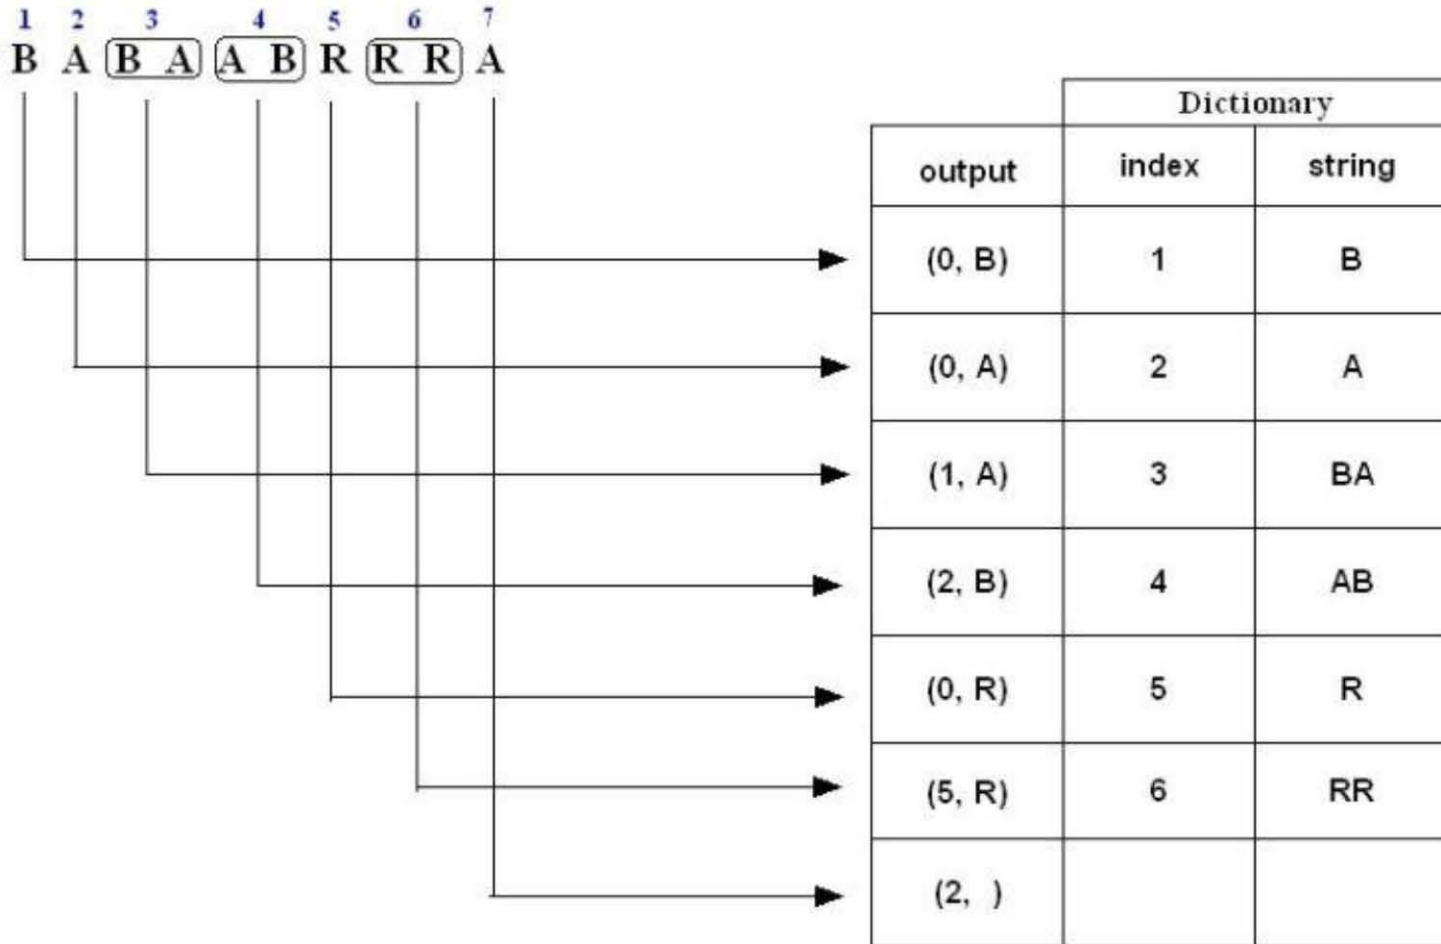 1 2 3 4 5 6 7
B A B A A B R R R A
Dictionary
output index string
(0, B) 1 B
(0, A) 2 A
(1, A) 3 BA
(2, B) 4 AB
(0, R) 5 R
(5, R) 6 RR
(2, )